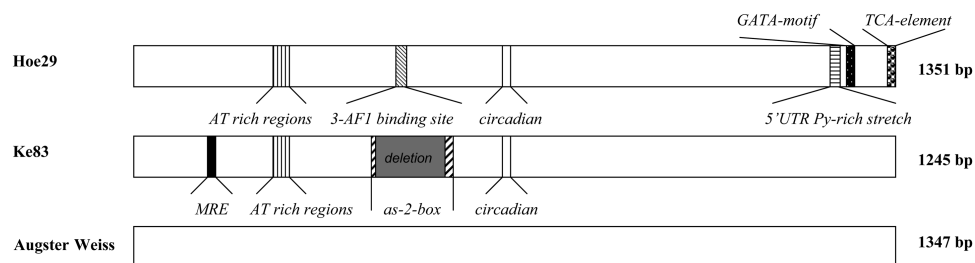 GATA-motif TCA-element
Hoe29 1351 bp
AT rich regions 3-AF1 binding site circadian 5'UTR Py-rich stretch
Ke83 deletion 1245 bp
MRE AT rich regions as-2-box circadian
Augster Weiss 1347 bp